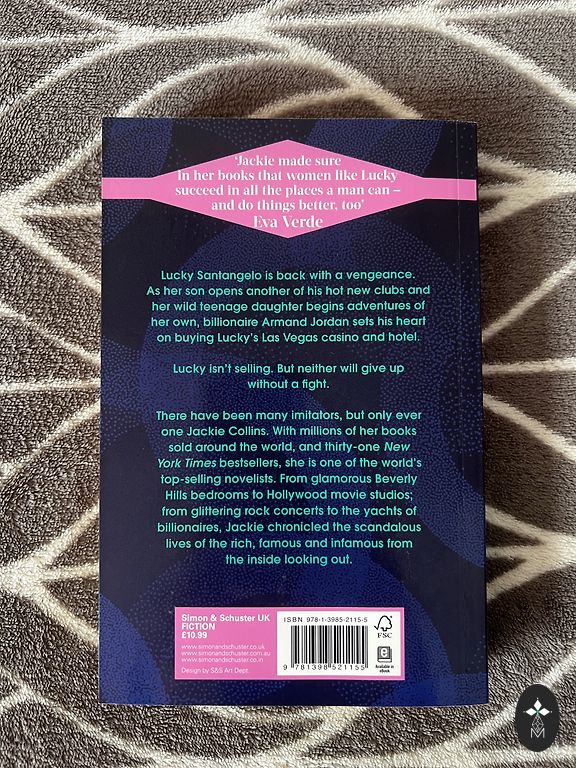 ‘Jackie made sure
in her books that women like Lucky
succeed in all the places a man can –
and do things better, too’
Eva Verde
Lucky Santangelo is back with a vengeance.
As her son opens another of his hot new clubs and
her wild teenage daughter begins adventures of
her own, billionaire Armand Jordan sets his heart
on buying Lucky’s Las Vegas casino and hotel.
Lucky isn’t selling. But neither will give up
without a fight.
There have been many imitators, but only ever
one Jackie Collins. With millions of her books
sold around the world, and thirty-one New
York Times bestsellers, she is one of the world’s
top-selling novelists. From glamorous Beverly
Hills bedrooms to Hollywood movie studios;
from glittering rock concerts to the yachts of
billionaires, Jackie chronicled the scandalous
lives of the rich, famous and infamous from
the inside looking out.
Simon & Schuster UK
FICTION
£10.99
www.simonandschuster.co.uk
www.simonandschuster.com.au
www.simonandschuster.co.in
Design by S&S Art Dept.
ISBN 978-1-3985-2115-5
9 781398 521155
FSC
e
Available in
eBook
M